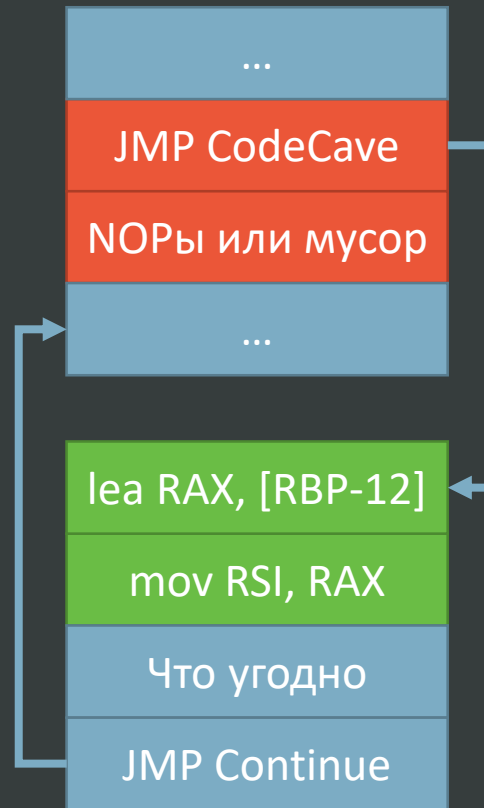 ...
JMP CodeCave
NOPы или мусор
...
lea RAX, [RBP-12]
mov RSI, RAX
Что угодно
JMP Continue